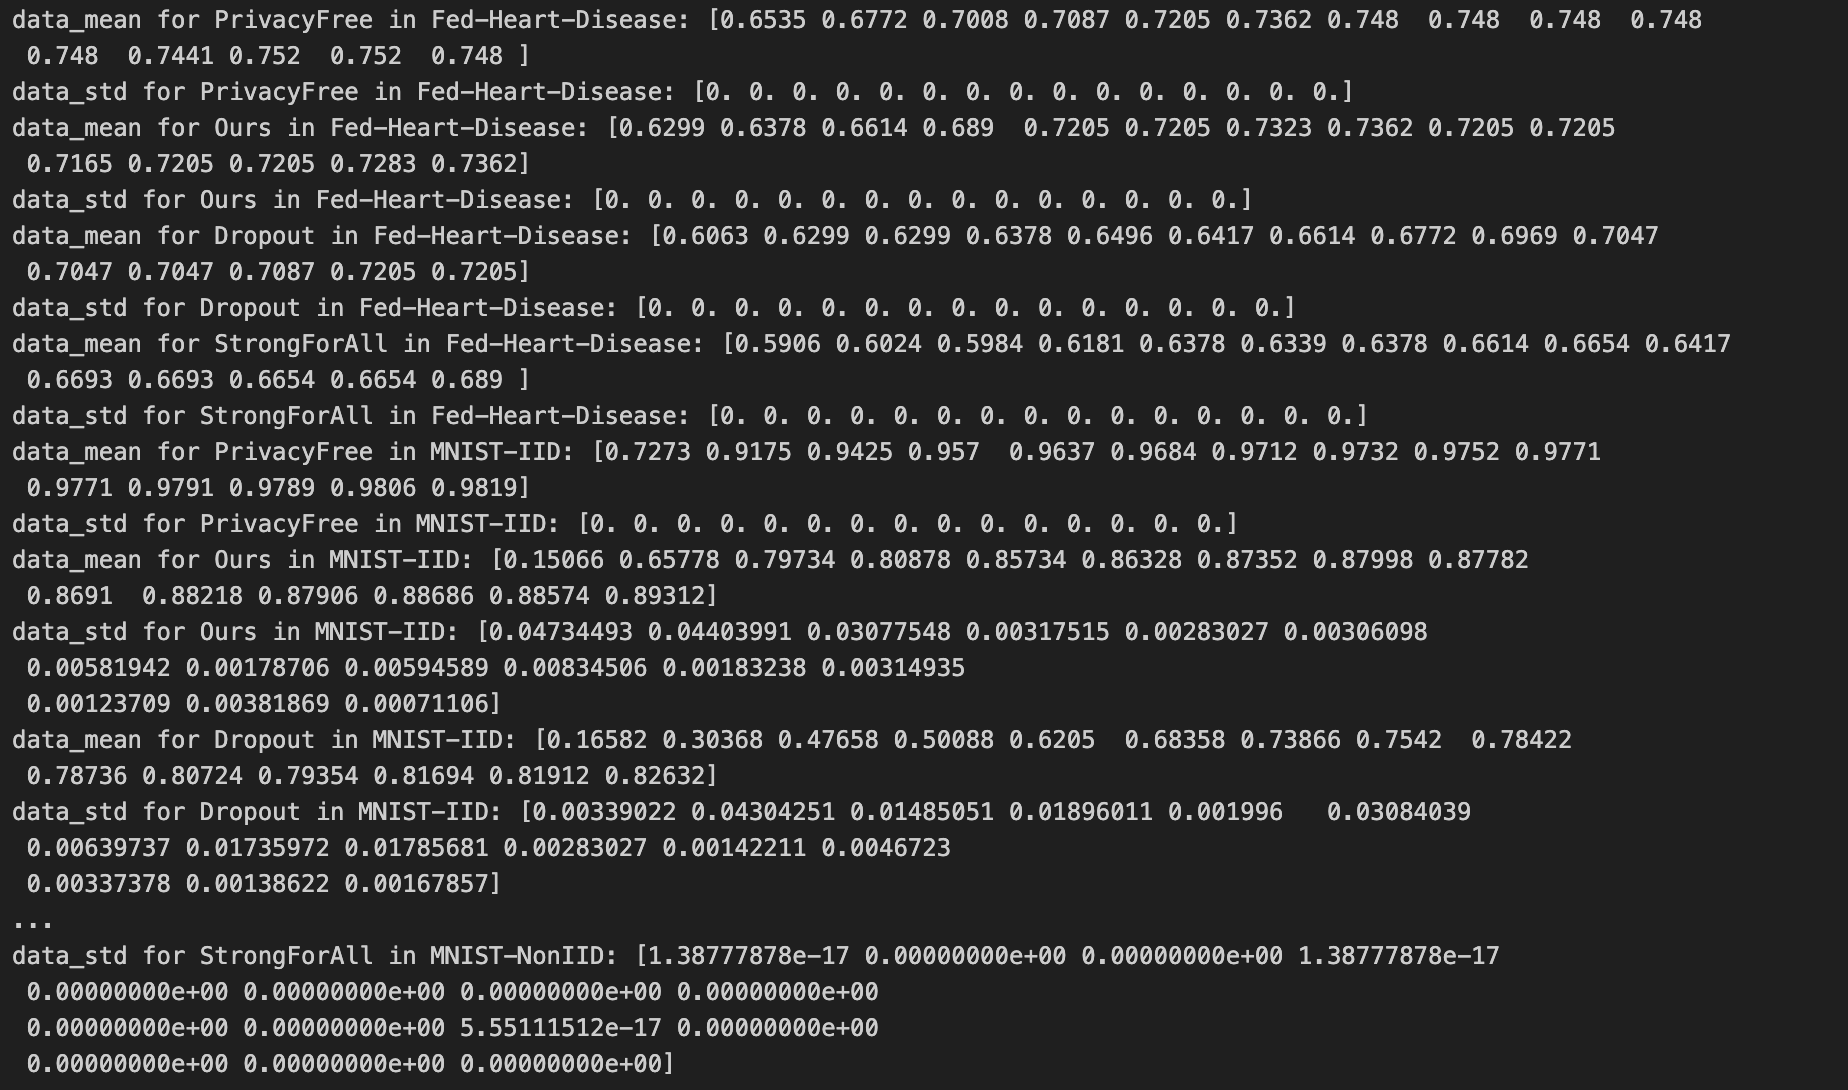 data_mean for PrivacyFree in Fed-Heart-Disease: [0.6535 0.6772 0.7008 0.7087 0.7205 0.7362 0.748  0.748  0.748  0.748
 0.748  0.7441 0.752  0.752  0.748 ]
data_std for PrivacyFree in Fed-Heart-Disease: [0. 0. 0. 0. 0. 0. 0. 0. 0. 0. 0. 0. 0. 0. 0.]
data_mean for Ours in Fed-Heart-Disease: [0.6299 0.6378 0.6614 0.689  0.7205 0.7205 0.7323 0.7362 0.7205 0.7205
 0.7165 0.7205 0.7205 0.7283 0.7362]
data_std for Ours in Fed-Heart-Disease: [0. 0. 0. 0. 0. 0. 0. 0. 0. 0. 0. 0. 0. 0. 0.]
data_mean for Dropout in Fed-Heart-Disease: [0.6063 0.6299 0.6299 0.6378 0.6496 0.6417 0.6614 0.6772 0.6969 0.7047
 0.7047 0.7047 0.7087 0.7205 0.7205]
data_std for Dropout in Fed-Heart-Disease: [0. 0. 0. 0. 0. 0. 0. 0. 0. 0. 0. 0. 0. 0. 0.]
data_mean for StrongForAll in Fed-Heart-Disease: [0.5906 0.6024 0.5984 0.6181 0.6378 0.6339 0.6378 0.6614 0.6654 0.6417
 0.6693 0.6693 0.6654 0.6654 0.689 ]
data_std for StrongForAll in Fed-Heart-Disease: [0. 0. 0. 0. 0. 0. 0. 0. 0. 0. 0. 0. 0. 0. 0.]
data_mean for PrivacyFree in MNIST-IID: [0.7273 0.9175 0.9425 0.957  0.9637 0.9684 0.9712 0.9732 0.9752 0.9771
 0.9771 0.9791 0.9789 0.9806 0.9819]
data_std for PrivacyFree in MNIST-IID: [0. 0. 0. 0. 0. 0. 0. 0. 0. 0. 0. 0. 0. 0. 0.]
data_mean for Ours in MNIST-IID: [0.15066 0.65778 0.79734 0.80878 0.85734 0.86328 0.87352 0.87998 0.87782
 0.8691  0.88218 0.87906 0.88686 0.88574 0.89312]
data_std for Ours in MNIST-IID: [0.04734493 0.04403991 0.03077548 0.00317515 0.00283027 0.00306098
 0.00581942 0.00178706 0.00594589 0.00834506 0.00183238 0.00314935
 0.00123709 0.00381869 0.00071106]
data_mean for Dropout in MNIST-IID: [0.16582 0.30368 0.47658 0.50088 0.6205  0.68358 0.73866 0.7542  0.78422
 0.78736 0.80724 0.79354 0.81694 0.81912 0.82632]
data_std for Dropout in MNIST-IID: [0.00339022 0.04304251 0.01485051 0.01896011 0.001996   0.03084039
 0.00639737 0.01735972 0.01785681 0.00283027 0.00142211 0.0046723
 0.00337378 0.00138622 0.00167857]
...
data_std for StrongForAll in MNIST-NonIID: [1.38777878e-17 0.00000000e+00 0.00000000e+00 1.38777878e-17
 0.00000000e+00 0.00000000e+00 0.00000000e+00 0.00000000e+00
 0.00000000e+00 0.00000000e+00 5.55111512e-17 0.00000000e+00
 0.00000000e+00 0.00000000e+00 0.00000000e+00]